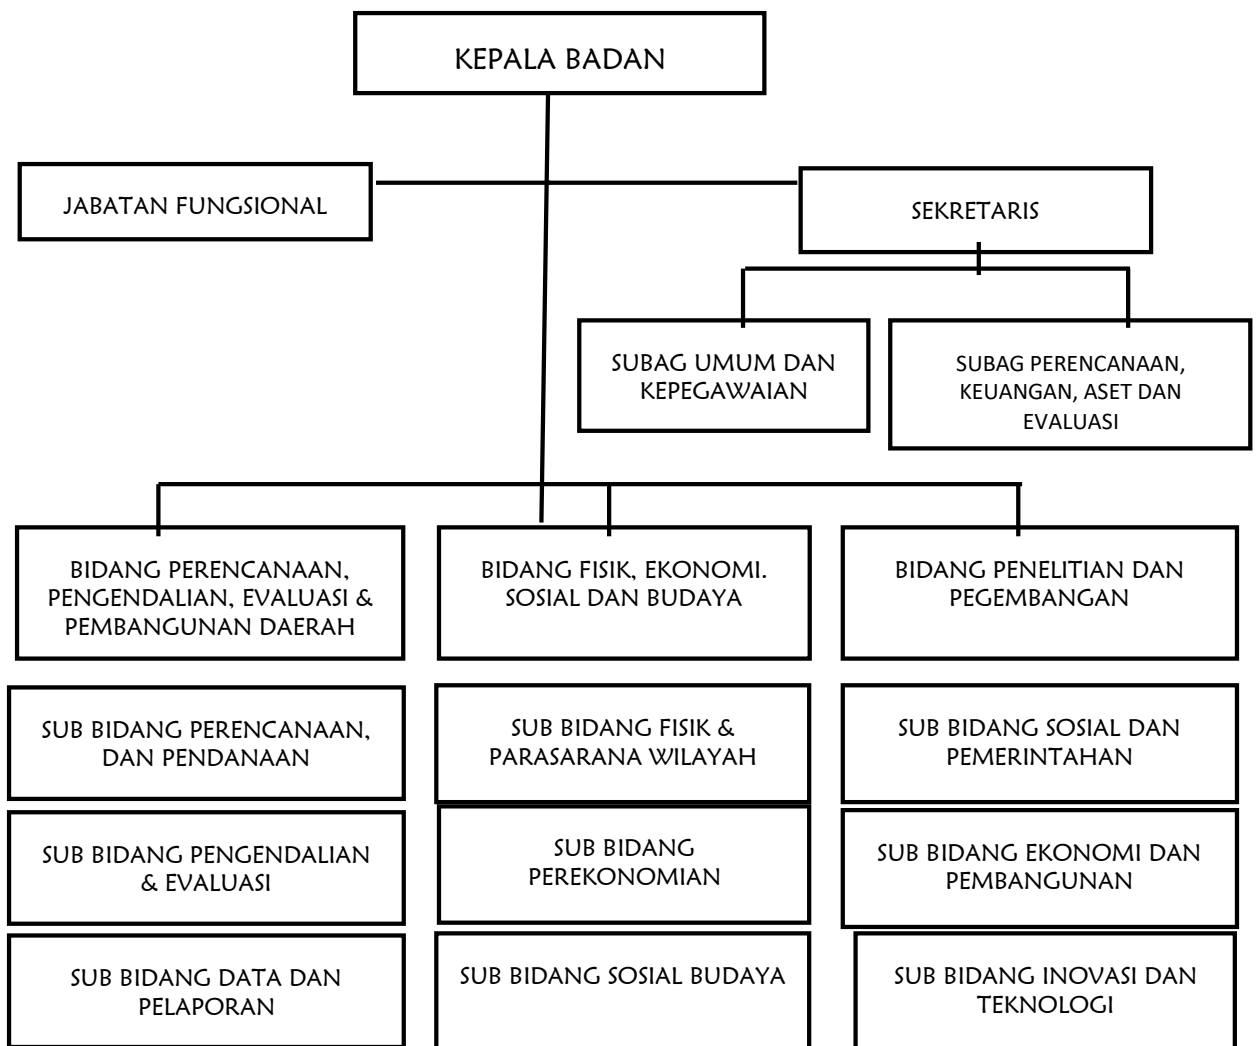 KEPALA BADAN
JABATAN FUNGSIONAL
SEKRETARIS
SUBAG UMUM DAN
KEPEGAWAIAN
SUBAG PERENCANAAN,
KEUANGAN, ASET DAN
EVALUASI
BIDANG PERENCANAAN,
PENGENDALIAN, EVALUASI &
PEMBANGUNAN DAERAH
BIDANG FISIK, EKONOMI.
SOSIAL DAN BUDAYA
BIDANG PENELITIAN DAN
PEGEMBANGAN
SUB BIDANG PERENCANAAN,
DAN PENDANAAN
SUB BIDANG FISIK &
PARASARANA WILAYAH
SUB BIDANG SOSIAL DAN
PEMERINTAHAN
SUB BIDANG PENGENDALIAN
& EVALUASI
SUB BIDANG
PEREKONOMIAN
SUB BIDANG EKONOMI DAN
PEMBANGUNAN
SUB BIDANG DATA DAN
PELAPORAN
SUB BIDANG SOSIAL BUDAYA
SUB BIDANG INOVASI DAN
TEKNOLOGI